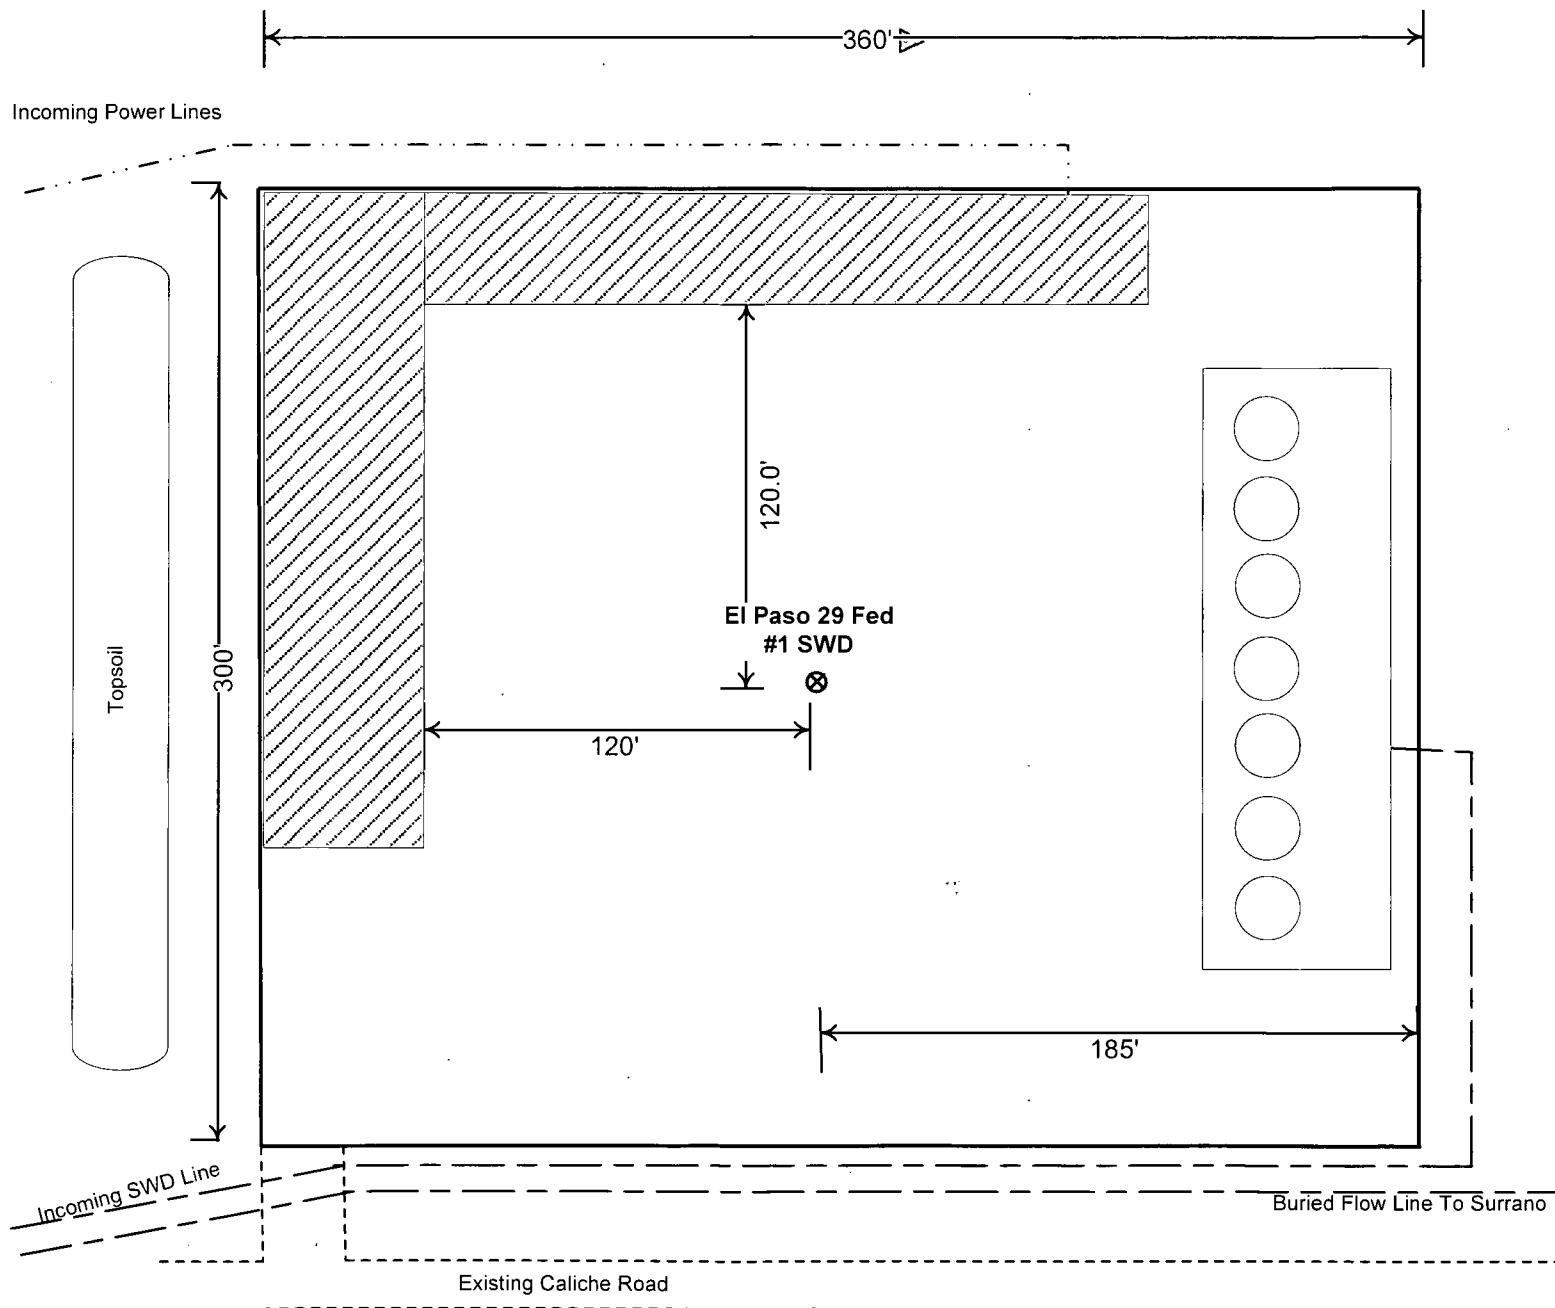 360'
Incoming Power Lines
120.0'
El Paso 29 Fed
#1 SWD
Topsoil
300'
120'
185'
Incoming SWD Line
Buried Flow Line To Surrano
Existing Caliche Road